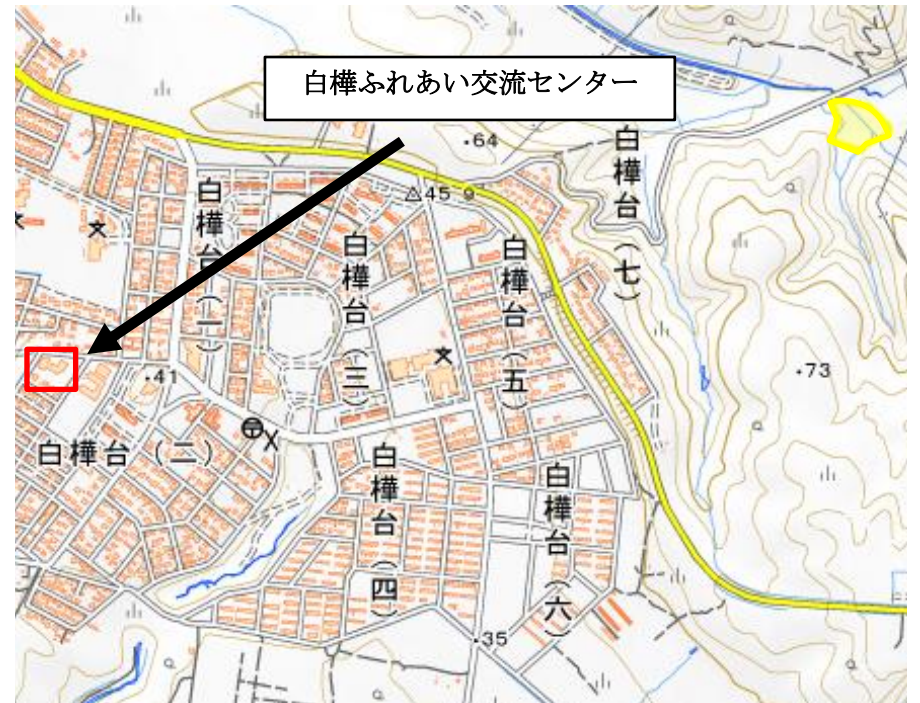 白樺ふれあい交流センター
・64
白樺台(七)
△45
9
白樺台(一)
白樺台(三)
白樺台(五)
・73
・41
白樺台(二)
白樺台(四)
白樺台(六)
・35